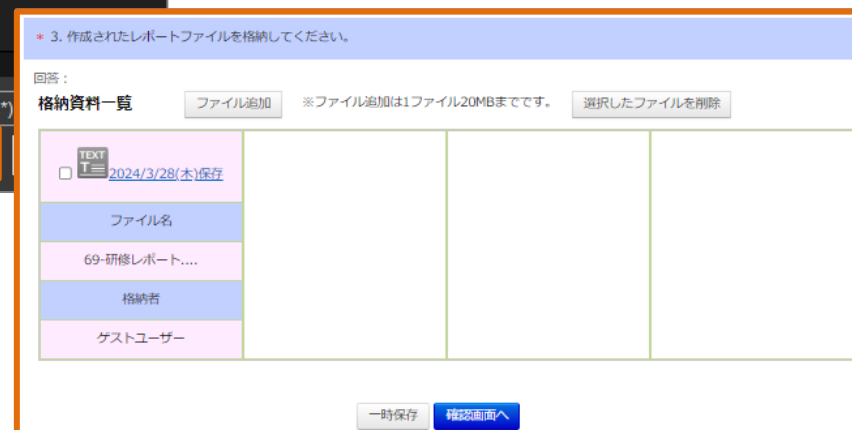 * 3. 作成されたレポートファイルを格納してください。
回答：
格納資料一覧 ファイル追加 ※ファイル追加は1ファイル20MBまでです。 選択したファイルを削除
*)
TEXT
T
2024/3/28(木)保存
ファイル名
69-研修レポート....
格納者
ゲストユーザー
一時保存 確認画面へ